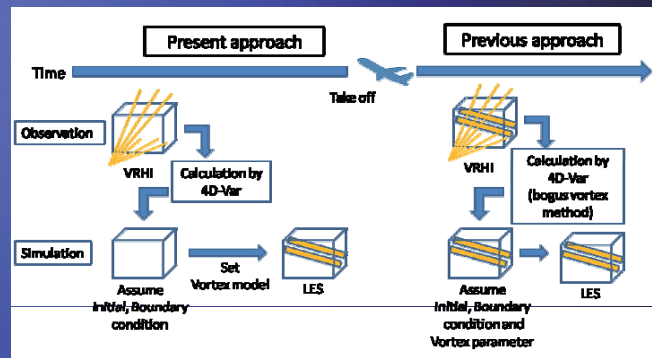 Present approach
Previous approach
Time
Take off
Observation
VRHI
Calculation by
4D-Var
VRHI
Calculation by
4D-Var
(bogus vortex
method)
Simulation
Set
Vortex model
Assume
Initial, Boundary
condition
LES
Assume
Initial, Boundary
condition and
Vortex parameter
LES